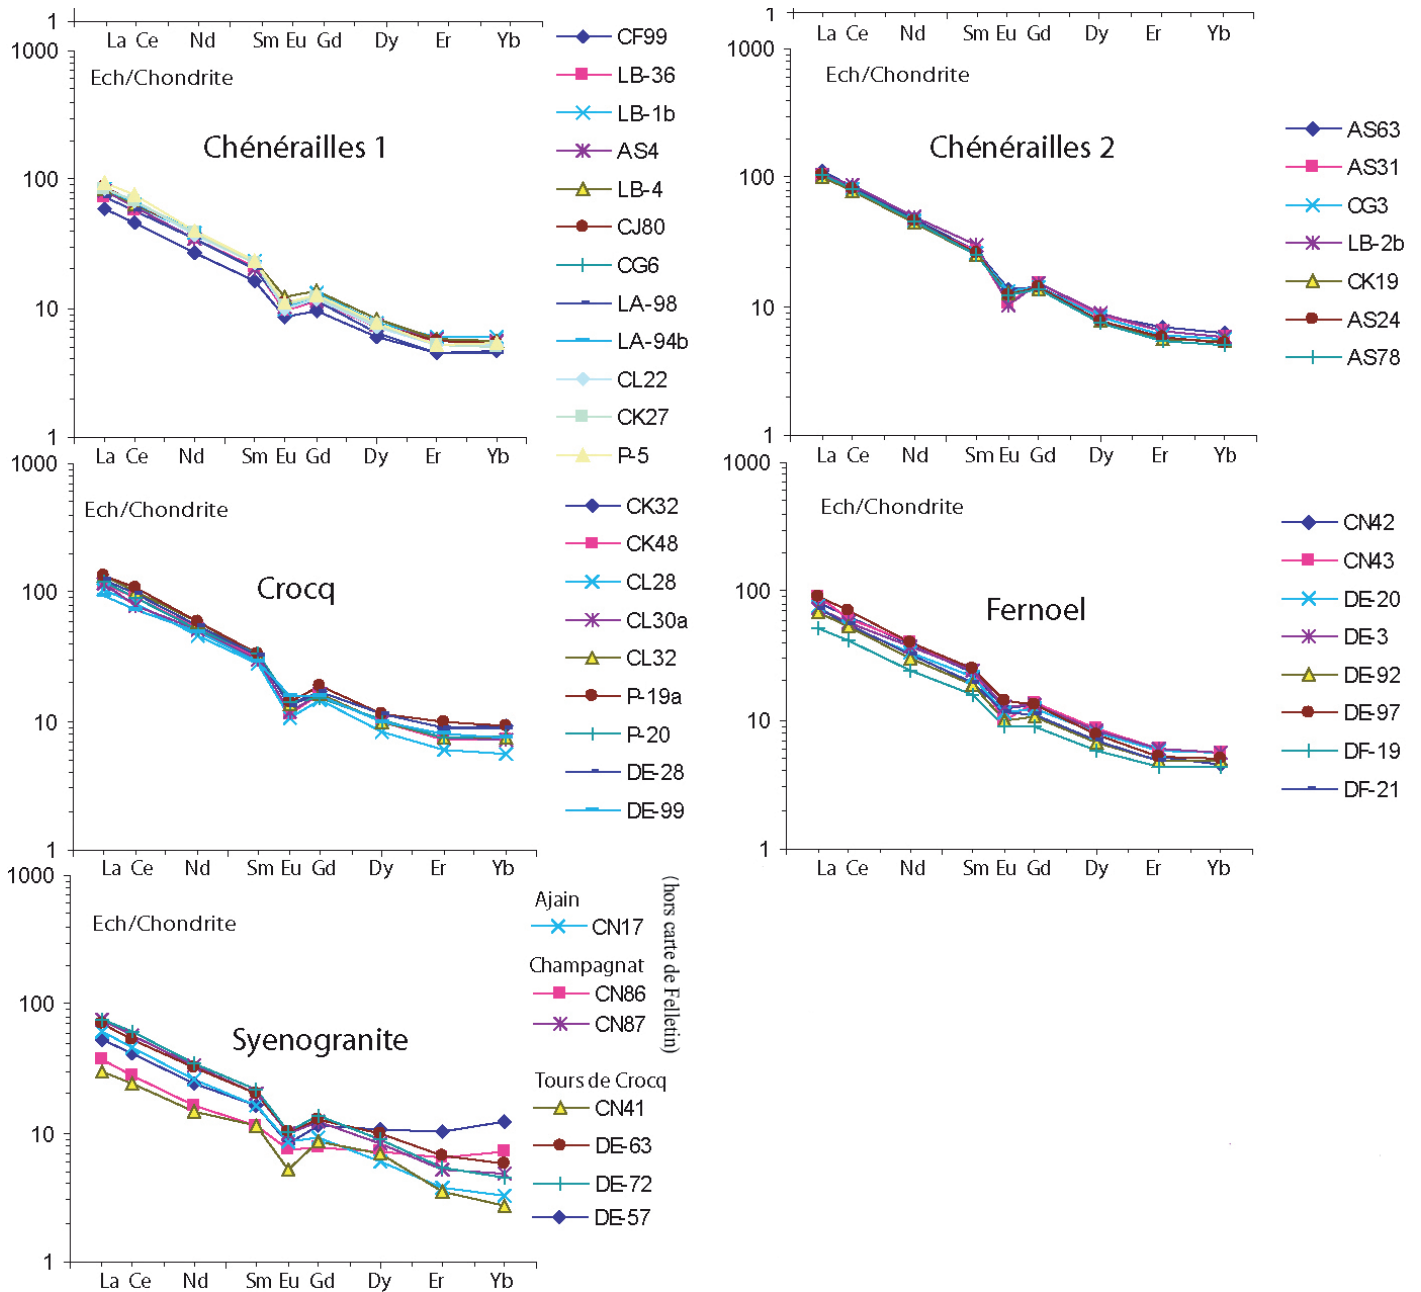 1
La Ce Nd Sm Eu Gd Dy Er Yb
1000
Ech/Chondrite
Chénérailles 1
100
10
1
La Ce Nd Sm Eu Gd Dy Er Yb
CF99
LB-36
LB-1b
AS4
LB-4
CJ80
CG6
LA-98
LA-94b
CL22
CK27
P-5
1
La Ce Nd Sm Eu Gd Dy Er Yb
1000
Ech/Chondrite
Chénérailles 2
100
10
1
La Ce Nd Sm Eu Gd Dy Er Yb
AS63
AS31
CG3
LB-2b
CK19
AS24
AS78
1000
Ech/Chondrite
Crocq
100
10
1
La Ce Nd Sm Eu Gd Dy Er Yb
CK32
CK48
CL28
CL30a
CL32
P-19a
P-20
DE-28
DE-99
1000
Ech/Chondrite
Fernoel
100
10
1
La Ce Nd Sm Eu Gd Dy Er Yb
CN42
CN43
DE-20
DE-3
DE-92
DE-97
DF-19
DF-21
1000
Ech/Chondrite
Syenogranite
100
10
1
La Ce Nd Sm Eu Gd Dy Er Yb
Ajain
CN17
Champagnat
CN86
CN87
(hors carte de Felletin)
Tours de Crocq
CN41
DE-63
DE-72
DE-57